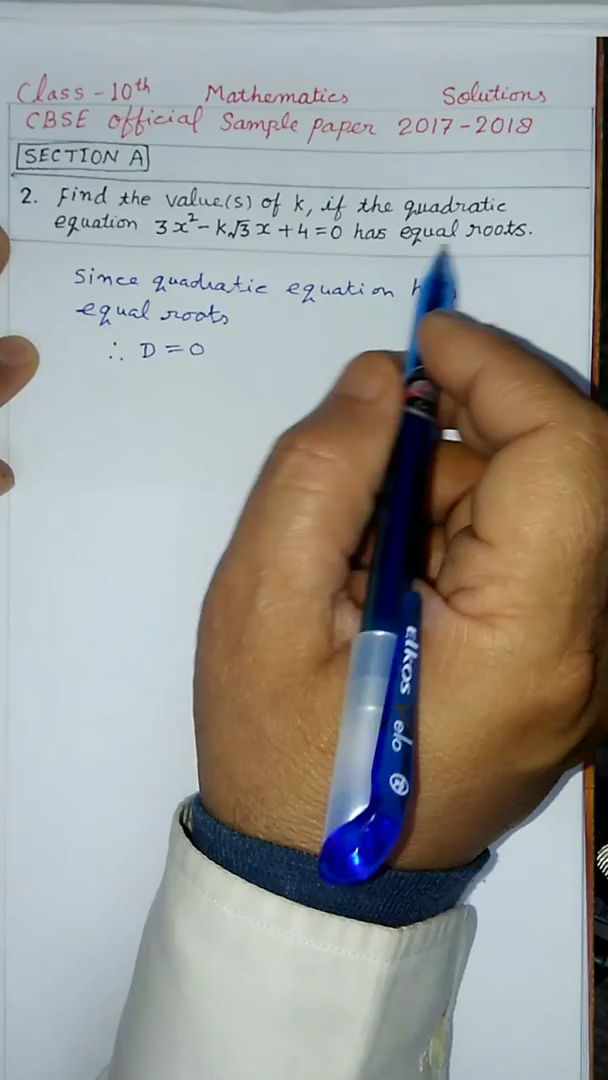 Class - 10th Mathematics Solutions
CBSE official Sample paper 2017-2018
SECTION A
2. Find the value(s) of k, if the quadratic
equation 3x² - k√3 x + 4 = 0 has equal roots.
Since quadratic equation
equal roots
∴ D = 0
elkos Velo